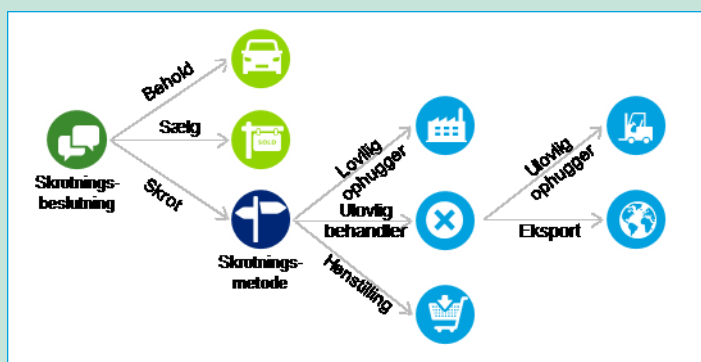 Behold
Sælg
SOLD
Skrot
Skrotnings-
beslutning
Skrotnings-
metode
Lovlig
ophugger
Ulovlig
behandler
Henstilling
Ulovlig
ophugger
Eksport